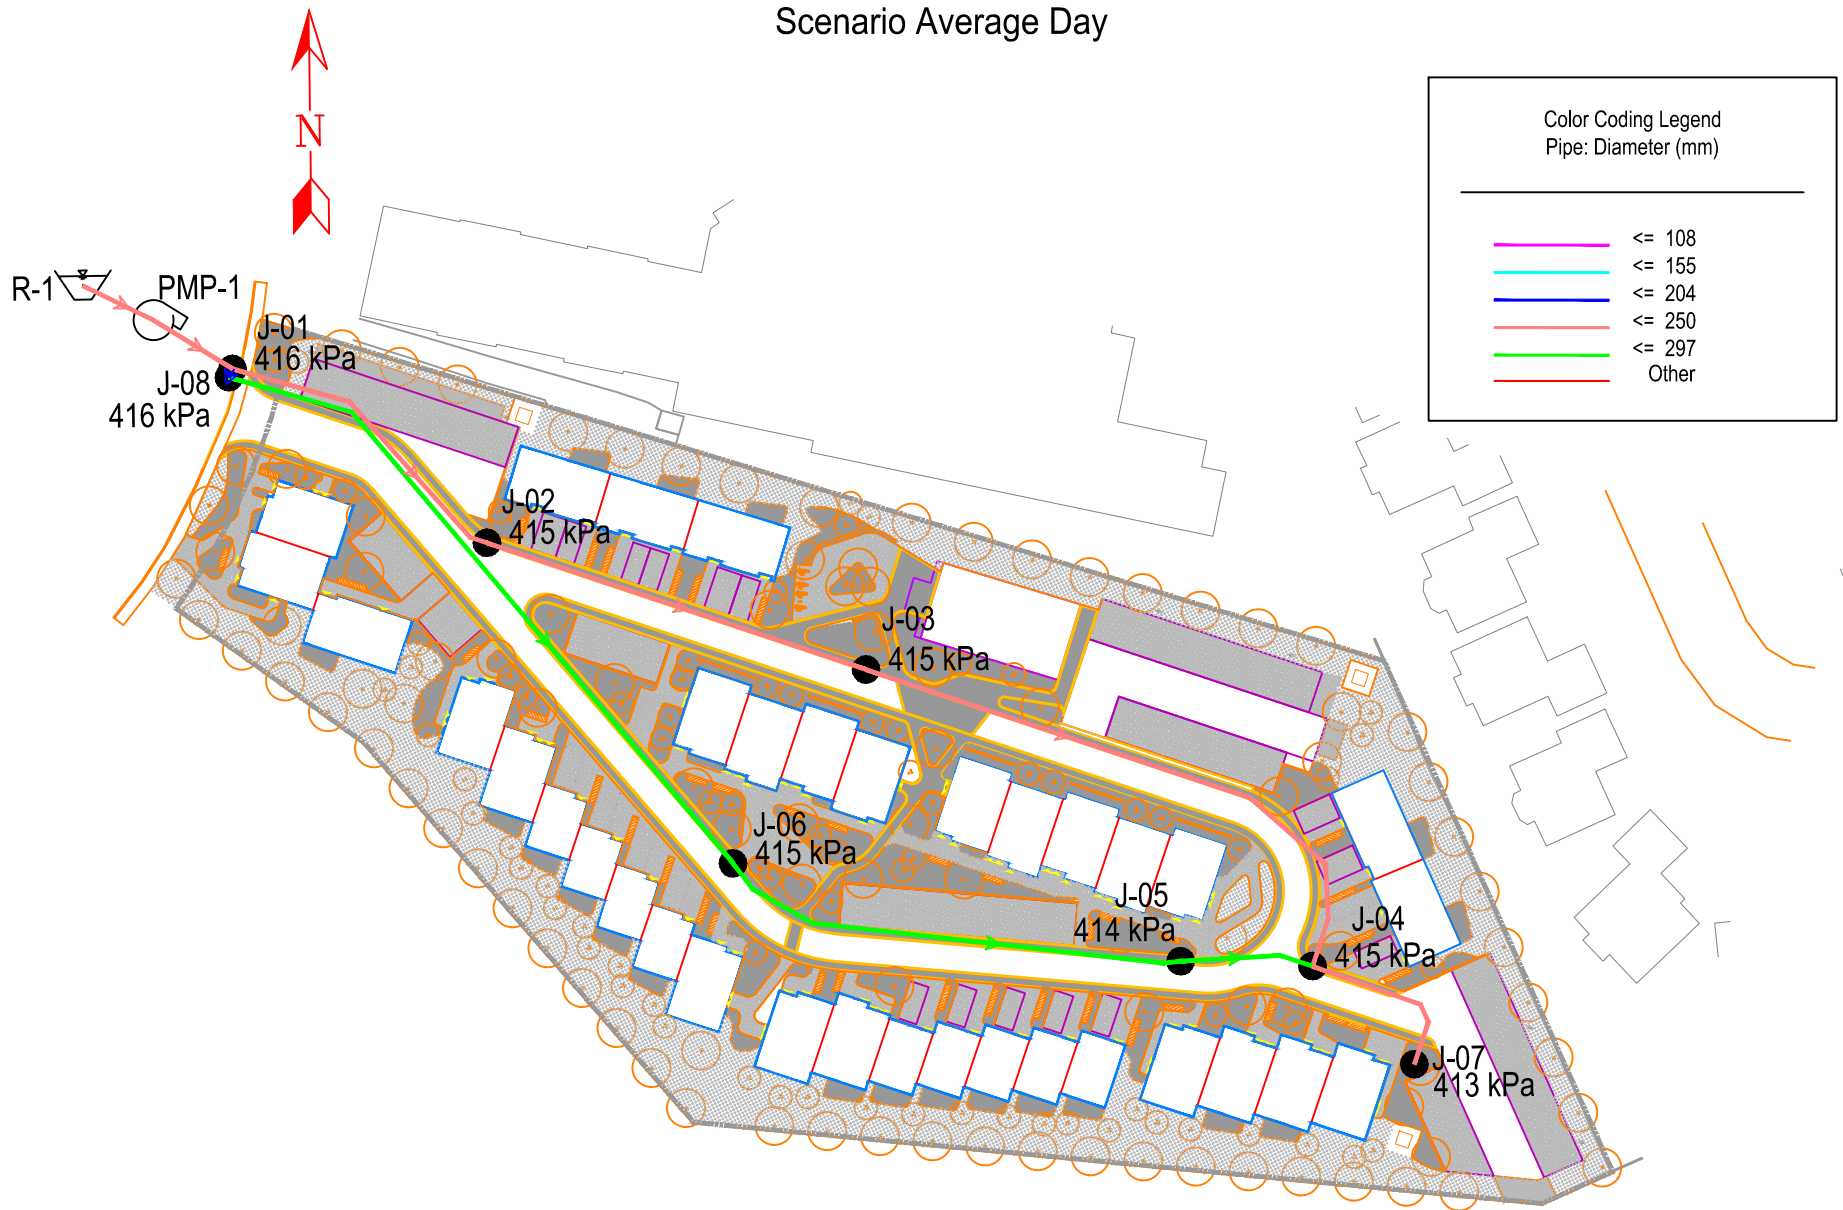 Scenario Average Day
N
Color Coding Legend
Pipe: Diameter (mm)
<= 108
<= 155
<= 204
<= 250
<= 297
Other
R-1
PMP-1
J-01
416 kPa
J-08
416 kPa
J-02
415 kPa
J-03
415 kPa
J-06
415 kPa
J-05
414 kPa
J-04
415 kPa
J-07
413 kPa